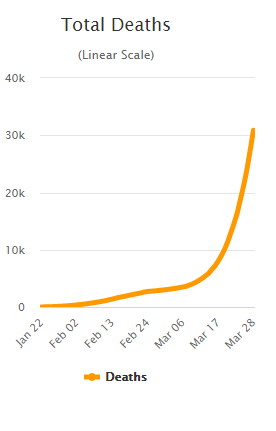 Total Deaths
(Linear Scale)
40k
30k
20k
10k
0
Jan 22
Feb 02
Feb 13
Feb 24
Mar 06
Mar 17
Mar 28
Deaths